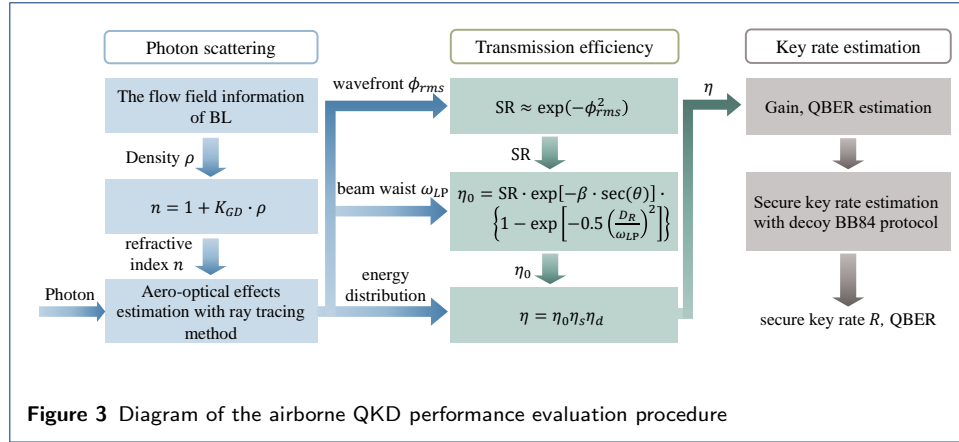 Photon scattering
The flow field information
of BL
Density ρ
n = 1 + K_GD · ρ
refractive
index n
Photon
Aero-optical effects
estimation with ray tracing
method
Transmission efficiency
wavefront ϕ_rms
SR ≈ exp(−ϕ²_rms)
SR
beam waist ω_LP
η₀ = SR · exp[−β · sec(θ)] ·
{1 − exp [−0.5 (D_R/ω_LP)²]}
η₀
energy
distribution
η = η₀η_sη_d
Key rate estimation
η
Gain, QBER estimation
Secure key rate estimation
with decoy BB84 protocol
secure key rate R, QBER
Figure 3 Diagram of the airborne QKD performance evaluation procedure